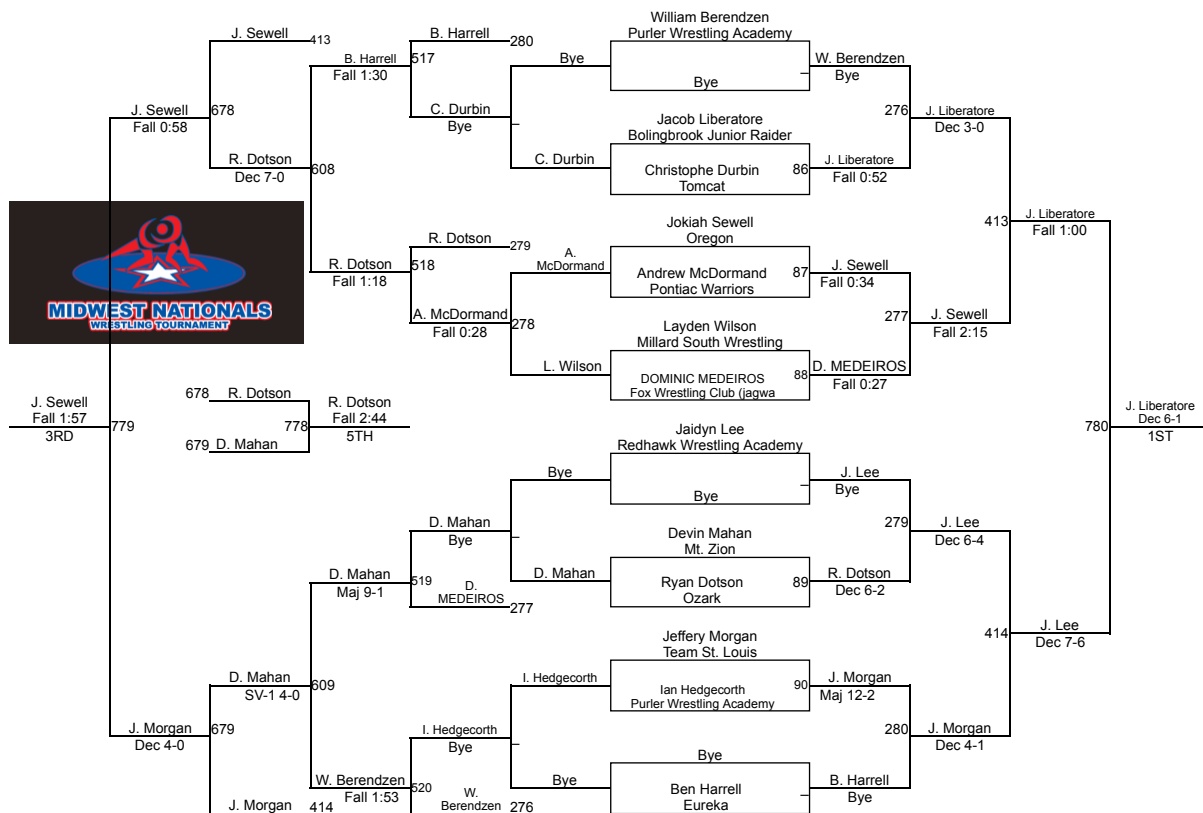 William Berendzen
Purler Wrestling Academy
J. Sewell
413
B. Harrell
280
B. Harrell
517
Fall 1:30
Bye
Bye
W. Berendzen
Bye
J. Sewell
678
Fall 0:58
C. Durbin
Bye
276
J. Liberatore
Dec 3-0
Jacob Liberatore
Bolingbrook Junior Raider
R. Dotson
608
Dec 7-0
C. Durbin
Christophe Durbin
86
Tomcat
J. Liberatore
Fall 0:52
Jokiah Sewell
Oregon
413
J. Liberatore
Fall 1:00
R. Dotson
279
A.
McDormand
R. Dotson
518
Fall 1:18
Andrew McDormand
87
Pontiac Warriors
J. Sewell
Fall 0:34
MIDWEST NATIONALS
WRESTLING TOURNAMENT
A. McDormand
278
Fall 0:28
277
J. Sewell
Fall 2:15
Layden Wilson
Millard South Wrestling
L. Wilson
DOMINIC MEDEIROS
88
Fox Wrestling Club (jagwa
D. MEDEIROS
Fall 0:27
678
R. Dotson
R. Dotson
Fall 2:44
5TH
J. Sewell
Fall 1:57
3RD
779
778
679
D. Mahan
780
J. Liberatore
Dec 6-1
1ST
Jaidyn Lee
Redhawk Wrestling Academy
Bye
Bye
J. Lee
Bye
D. Mahan
Bye
279
J. Lee
Dec 6-4
Devin Mahan
Mt. Zion
D. Mahan
519
Maj 9-1
D. Mahan
Ryan Dotson
89
Ozark
R. Dotson
Dec 6-2
D.
MEDEIROS
277
414
J. Lee
Dec 7-6
Jeffery Morgan
Team St. Louis
D. Mahan
609
SV-1 4-0
I. Hedgecorth
Ian Hedgecorth
90
Purler Wrestling Academy
J. Morgan
Maj 12-2
J. Morgan
679
Dec 4-0
I. Hedgecorth
Bye
280
J. Morgan
Dec 4-1
Bye
W. Berendzen
520
Fall 1:53
Bye
Ben Harrell
Eureka
B. Harrell
Bye
J. Morgan
414
W.
Berendzen
276